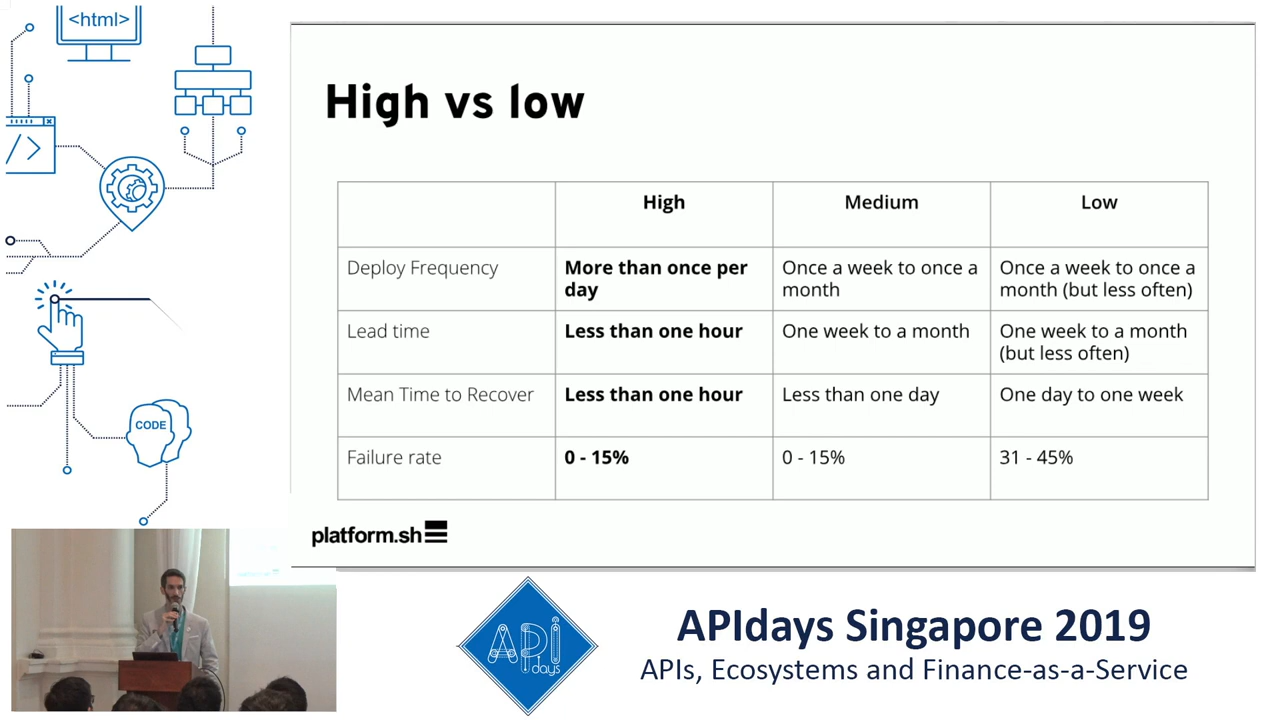 <html>
</>
CODE
High vs low
High Medium Low
Deploy Frequency More than once per day Once a week to once a month Once a week to once a month (but less often)
Lead time Less than one hour One week to a month One week to a month (but less often)
Mean Time to Recover Less than one hour Less than one day One day to one week
Failure rate 0 - 15% 0 - 15% 31 - 45%
platform.sh
API
days
APIdays Singapore 2019
APIs, Ecosystems and Finance-as-a-Service